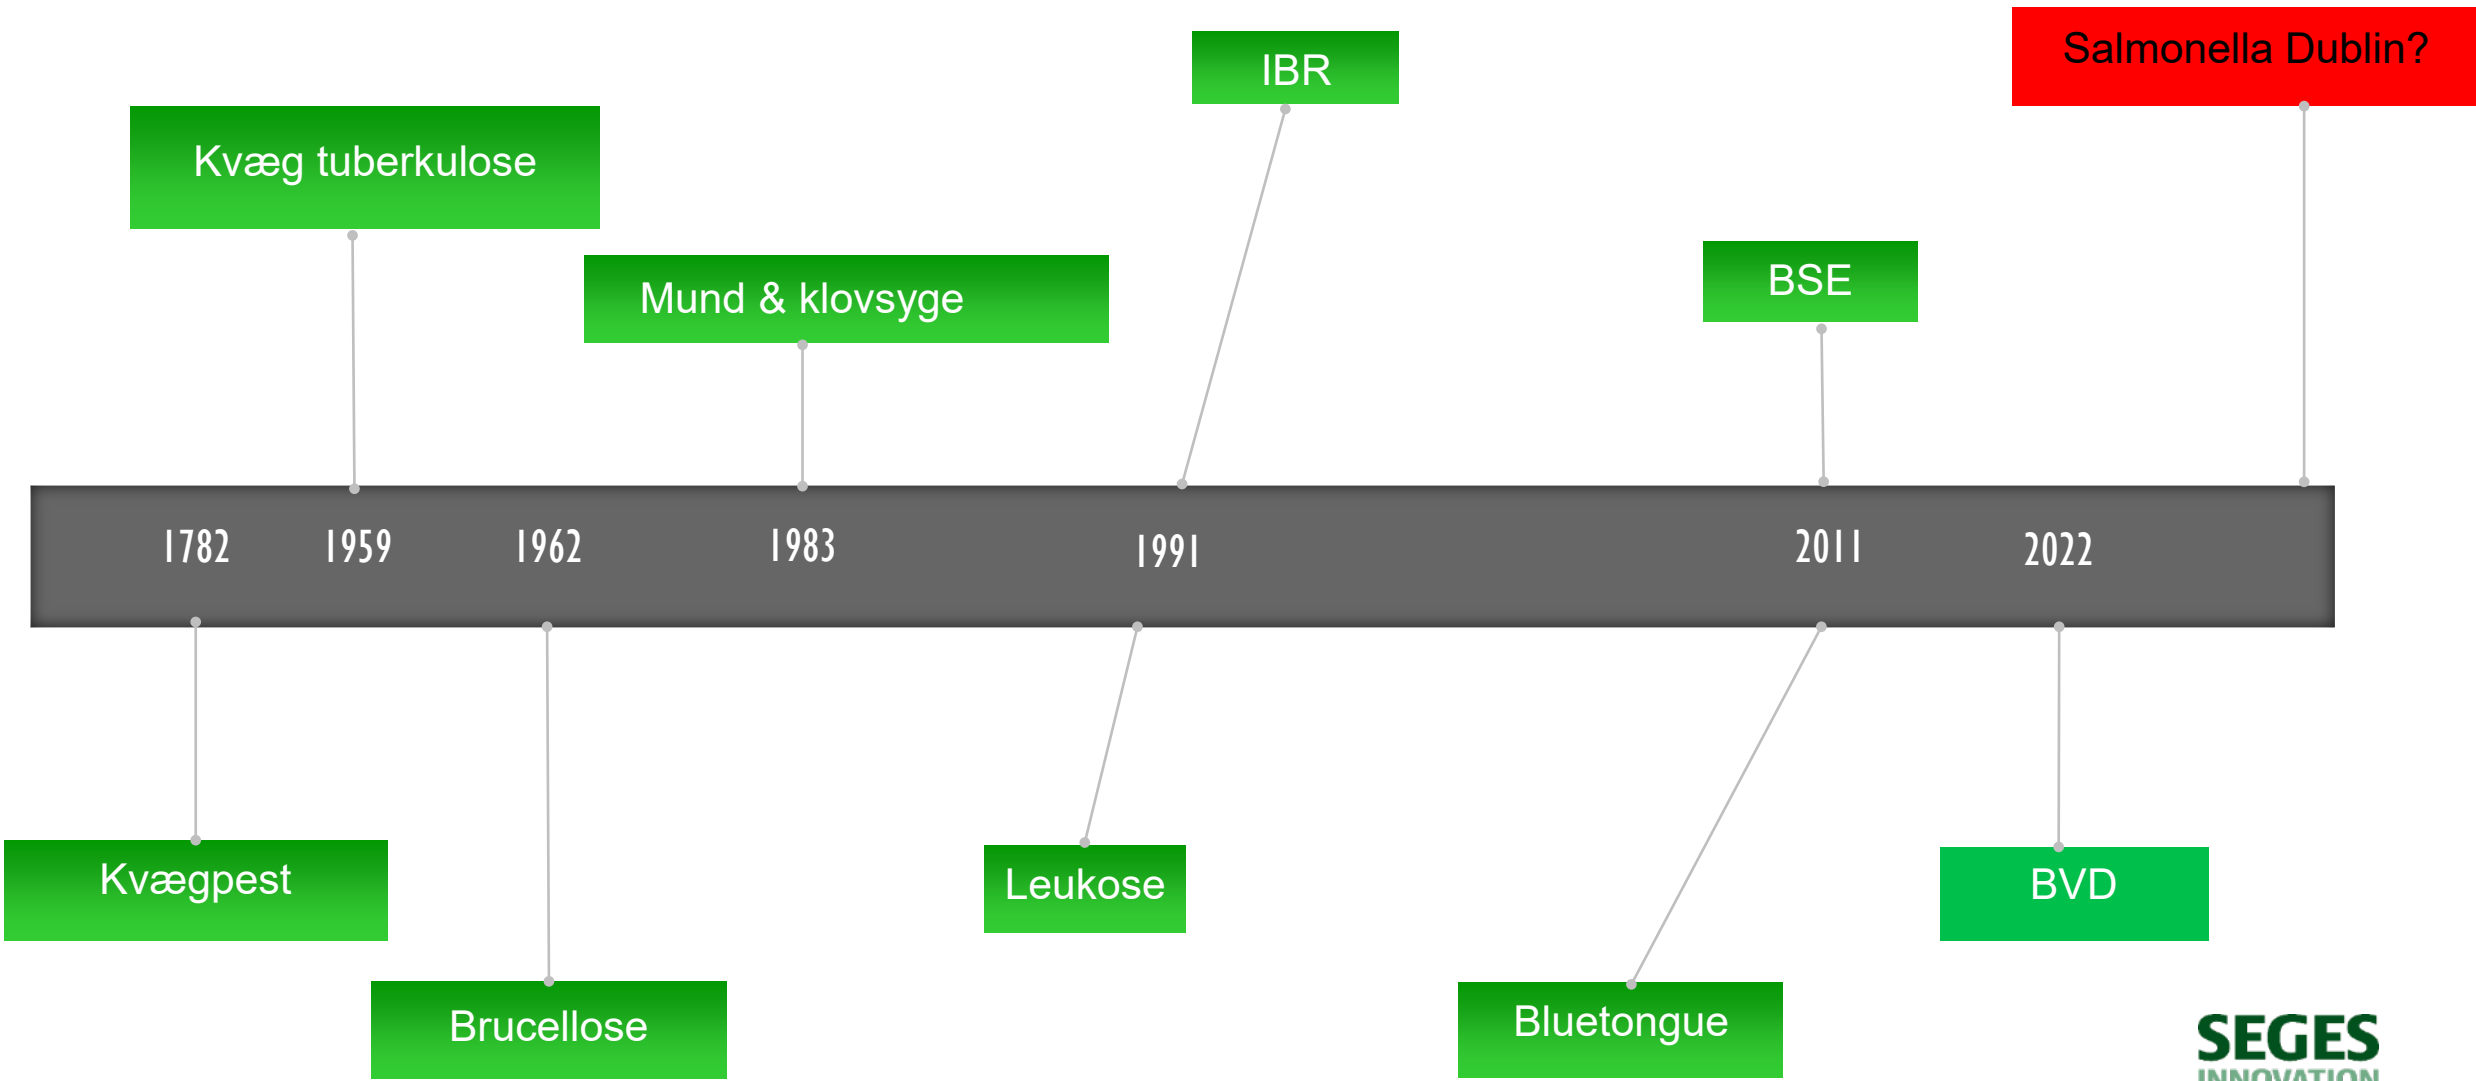 Salmonella Dublin?
IBR
Kvæg tuberkulose
Mund & klovsyge
BSE
1782
1959
1962
1983
1991
2011
2022
Kvægpest
Leukose
BVD
Brucellose
Bluetongue
SEGES
INNOVATION